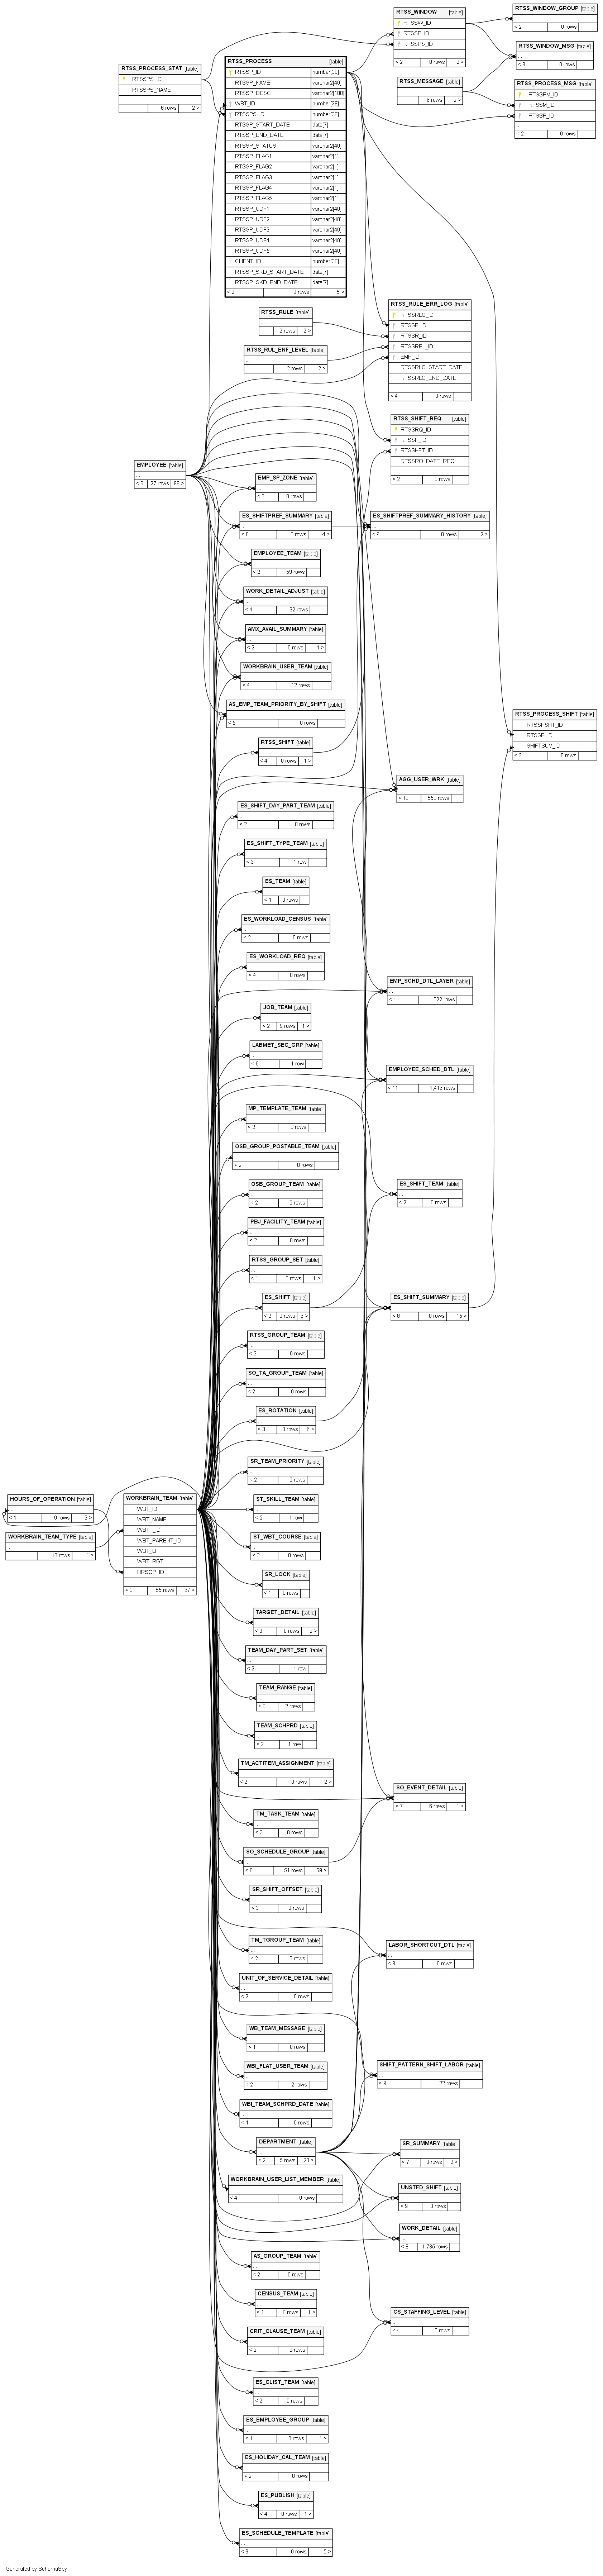 RTSS_PROCESS_STAT [table]
RTSSPS_ID
RTSSPS_NAME
...
6 rows 2 >
RTSS_PROCESS [table]
RTSSP_ID number[38]
RTSSP_NAME varchar2[40]
RTSSP_DESC varchar2[100]
WBT_ID number[38]
RTSSPS_ID number[38]
RTSSP_START_DATE date[7]
RTSSP_END_DATE date[7]
RTSSP_STATUS varchar2[40]
RTSSP_FLAG1 varchar2[1]
RTSSP_FLAG2 varchar2[1]
RTSSP_FLAG3 varchar2[1]
RTSSP_FLAG4 varchar2[1]
RTSSP_FLAG5 varchar2[1]
RTSSP_UDF1 varchar2[40]
RTSSP_UDF2 varchar2[40]
RTSSP_UDF3 varchar2[40]
RTSSP_UDF4 varchar2[40]
RTSSP_UDF5 varchar2[40]
CLIENT_ID number[38]
RTSSP_SKD_START_DATE date[7]
RTSSP_SKD_END_DATE date[7]
< 2 0 rows 5 >
RTSS_WINDOW [table]
RTSSW_ID
RTSSP_ID
RTSSPS_ID
...
< 2 0 rows 2 >
RTSS_WINDOW_GROUP [table]
...
< 2 0 rows
RTSS_WINDOW_MSG [table]
...
< 3 0 rows
RTSS_MESSAGE [table]
...
6 rows 2 >
RTSS_PROCESS_MSG [table]
RTSSPM_ID
RTSSM_ID
RTSSP_ID
...
< 2 0 rows
RTSS_RULE [table]
...
2 rows 2 >
RTSS_RUL_ENF_LEVEL [table]
...
2 rows 2 >
RTSS_RULE_ERR_LOG [table]
RTSSRLG_ID
RTSSP_ID
RTSSR_ID
RTSSREL_ID
EMP_ID
RTSSRLG_START_DATE
RTSSRLG_END_DATE
...
< 4 0 rows
RTSS_SHIFT_REQ [table]
RTSSRQ_ID
RTSSP_ID
RTSSHFT_ID
RTSSRQ_DATE_REQ
...
< 2 0 rows
EMPLOYEE [table]
...
< 6 27 rows 98 >
EMP_SP_ZONE [table]
...
< 3 0 rows
ES_SHIFTPREF_SUMMARY [table]
...
< 8 0 rows 4 >
ES_SHIFTPREF_SUMMARY_HISTORY [table]
...
< 9 0 rows 2 >
EMPLOYEE_TEAM [table]
...
< 2 59 rows
WORK_DETAIL_ADJUST [table]
...
< 4 92 rows
AMX_AVAIL_SUMMARY [table]
...
< 2 0 rows 1 >
WORKBRAIN_USER_TEAM [table]
...
< 4 12 rows
AS_EMP_TEAM_PRIORITY_BY_SHIFT [table]
...
< 5 0 rows
RTSS_PROCESS_SHIFT [table]
RTSSPSHT_ID
RTSSP_ID
SHIFTSUM_ID
< 2 0 rows
RTSS_SHIFT [table]
...
< 4 0 rows 1 >
AGG_USER_WRK [table]
...
< 13 550 rows
ES_SHIFT_DAY_PART_TEAM [table]
...
< 2 0 rows
ES_SHIFT_TYPE_TEAM [table]
...
< 3 1 row
ES_TEAM [table]
...
< 1 0 rows
ES_WORKLOAD_CENSUS [table]
...
< 2 0 rows
ES_WORKLOAD_REQ [table]
...
< 4 0 rows
EMP_SCHD_DTL_LAYER [table]
...
< 11 1,022 rows
JOB_TEAM [table]
...
< 2 9 rows 1 >
LABMET_SEC_GRP [table]
...
< 5 1 row
EMPLOYEE_SCHED_DTL [table]
...
< 11 1,416 rows
MP_TEMPLATE_TEAM [table]
...
< 2 0 rows
OSB_GROUP_POSTABLE_TEAM [table]
...
< 2 0 rows
OSB_GROUP_TEAM [table]
...
< 2 0 rows
ES_SHIFT_TEAM [table]
...
< 2 0 rows
PBJ_FACILITY_TEAM [table]
...
< 2 0 rows
RTSS_GROUP_SET [table]
...
< 1 0 rows 1 >
ES_SHIFT [table]
...
< 2 0 rows 6 >
ES_SHIFT_SUMMARY [table]
...
< 8 0 rows 15 >
RTSS_GROUP_TEAM [table]
...
< 2 0 rows
SO_TA_GROUP_TEAM [table]
...
< 2 0 rows
ES_ROTATION [table]
...
< 3 0 rows 8 >
SR_TEAM_PRIORITY [table]
...
< 2 0 rows
HOURS_OF_OPERATION [table]
...
< 1 9 rows 3 >
WORKBRAIN_TEAM_TYPE [table]
...
10 rows 1 >
WORKBRAIN_TEAM [table]
WBT_ID
WBT_NAME
WBTT_ID
WBT_PARENT_ID
WBT_LFT
WBT_RGT
HRSOP_ID
...
< 3 55 rows 67 >
ST_SKILL_TEAM [table]
...
< 2 1 row
ST_WBT_COURSE [table]
...
< 2 0 rows
SR_LOCK [table]
...
< 1 0 rows
TARGET_DETAIL [table]
...
< 3 0 rows 2 >
TEAM_DAY_PART_SET [table]
...
< 2 1 row
TEAM_RANGE [table]
...
< 3 2 rows
TEAM_SCHPRD [table]
...
< 2 1 row
TM_ACTITEM_ASSIGNMENT [table]
...
< 2 0 rows 2 >
SO_EVENT_DETAIL [table]
...
< 7 6 rows 1 >
TM_TASK_TEAM [table]
...
< 3 0 rows
SO_SCHEDULE_GROUP [table]
...
< 8 51 rows 59 >
SR_SHIFT_OFFSET [table]
...
< 3 0 rows
TM_TGROUP_TEAM [table]
...
< 2 0 rows
LABOR_SHORTCUT_DTL [table]
...
< 8 0 rows
UNIT_OF_SERVICE_DETAIL [table]
...
< 2 0 rows
WB_TEAM_MESSAGE [table]
...
< 1 0 rows
WBI_FLAT_USER_TEAM [table]
...
< 2 2 rows
SHIFT_PATTERN_SHIFT_LABOR [table]
...
< 9 22 rows
WBI_TEAM_SCHPRD_DATE [table]
...
< 1 0 rows
DEPARTMENT [table]
...
< 2 5 rows 23 >
SR_SUMMARY [table]
...
< 7 0 rows 2 >
WORKBRAIN_USER_LIST_MEMBER [table]
...
< 4 0 rows
UNSTFD_SHIFT [table]
...
< 9 0 rows
WORK_DETAIL [table]
...
< 6 1,735 rows
AS_GROUP_TEAM [table]
...
< 2 0 rows
CENSUS_TEAM [table]
...
< 1 0 rows 1 >
CS_STAFFING_LEVEL [table]
...
< 4 0 rows
CRIT_CLAUSE_TEAM [table]
...
< 2 0 rows
ES_CLIST_TEAM [table]
...
< 2 0 rows
ES_EMPLOYEE_GROUP [table]
...
< 1 0 rows 1 >
ES_HOLIDAY_CAL_TEAM [table]
...
< 2 0 rows
ES_PUBLISH [table]
...
< 4 0 rows 1 >
ES_SCHEDULE_TEMPLATE [table]
...
< 3 0 rows 5 >
Generated by SchemaSpy